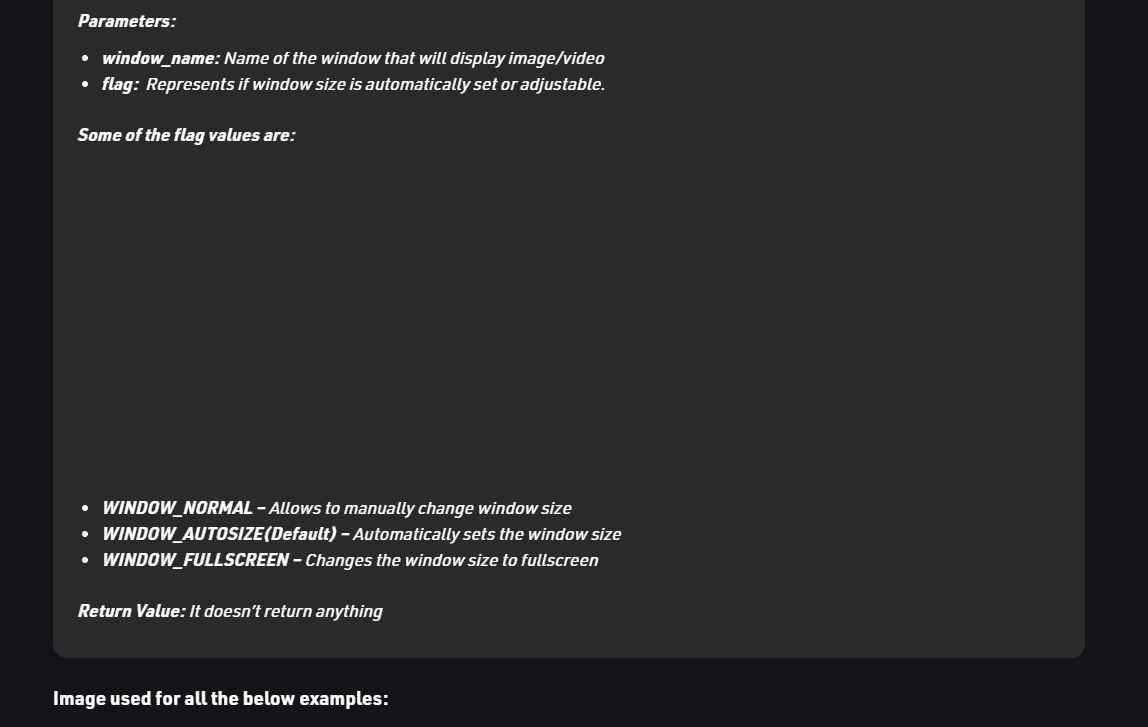 Parameters:
• window_name: Name of the window that will display image/video
• flag:  Represents if window size is automatically set or adjustable.
Some of the flag values are:
• WINDOW_NORMAL – Allows to manually change window size
• WINDOW_AUTOSIZE(Default) – Automatically sets the window size
• WINDOW_FULLSCREEN – Changes the window size to fullscreen
Return Value: It doesn’t return anything
Image used for all the below examples: